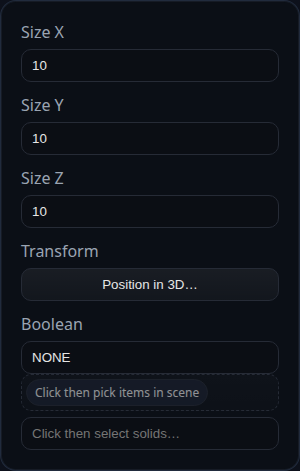 Size X
10
Size Y
10
Size Z
10
Transform
Position in 3D…
Boolean
NONE
Click then pick items in scene
Click then select solids…